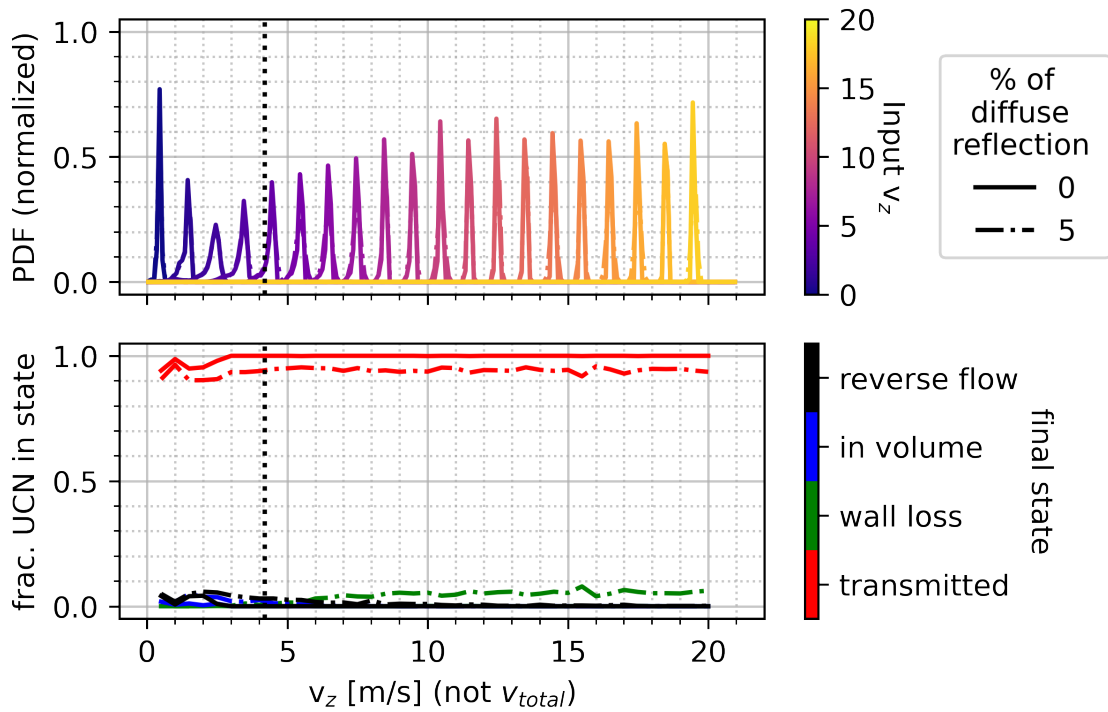 PDF (normalized)
1.0
0.5
0.0
20
15
10
5
0
Input v_z
% of
diffuse
reflection
0
5
frac. UCN in state
1.0
0.5
0.0
0
5
10
15
20
v_z [m/s] (not v_total)
reverse flow
in volume
wall loss
transmitted
final state